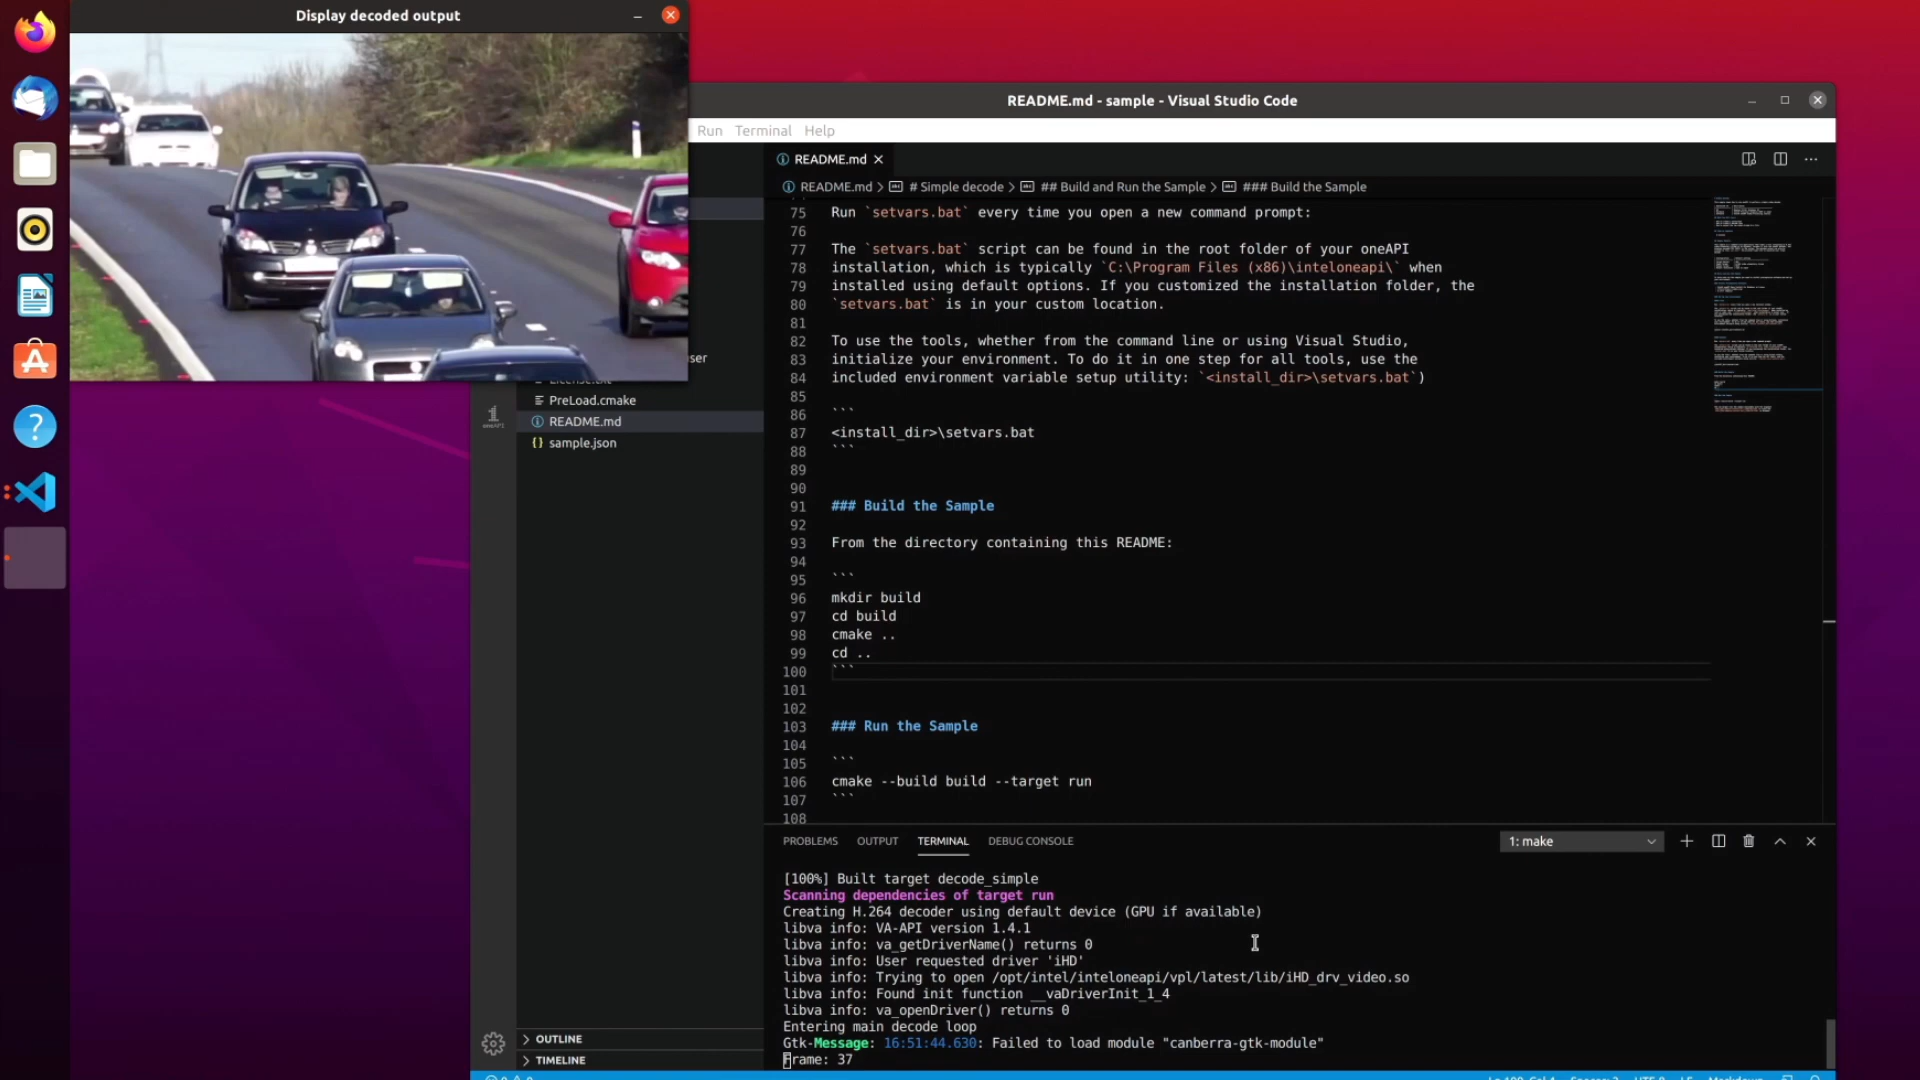 Display decoded output
README.md - sample - Visual Studio Code
Run Terminal Help
README.md
README.md > # Simple decode > ## Build and Run the Sample > ### Build the Sample
75 Run `setvars.bat` every time you open a new command prompt:
76
77 The `setvars.bat` script can be found in the root folder of your oneAPI
78 installation, which is typically `C:\Program Files (x86)\inteloneapi\` when
79 installed using default options. If you customized the installation folder, the
80 `setvars.bat` is in your custom location.
81
82 To use the tools, whether from the command line or using Visual Studio,
83 initialize your environment. To do it in one step for all tools, use the
84 included environment variable setup utility: `<install_dir>\setvars.bat`)
85
86 ```
87 <install_dir>\setvars.bat
88 ```
89
90
91 ### Build the Sample
92
93 From the directory containing this README:
94
95 ```
96 mkdir build
97 cd build
98 cmake ..
99 cd ..
100 ```
101
102
103 ### Run the Sample
104
105 ```
106 cmake --build build --target run
107 ```
108
PreLoad.cmake
README.md
sample.json
oneAPI
OUTLINE
TIMELINE
PROBLEMS OUTPUT TERMINAL DEBUG CONSOLE
1: make
[100%] Built target decode_simple
Scanning dependencies of target run
Creating H.264 decoder using default device (GPU if available)
libva info: VA-API version 1.4.1
libva info: va_getDriverName() returns 0
libva info: User requested driver 'iHD'
libva info: Trying to open /opt/intel/inteloneapi/vpl/latest/lib/iHD_drv_video.so
libva info: Found init function __vaDriverInit_1_4
libva info: va_openDriver() returns 0
Entering main decode loop
Gtk-Message: 16:51:44.630: Failed to load module "canberra-gtk-module"
Frame: 37